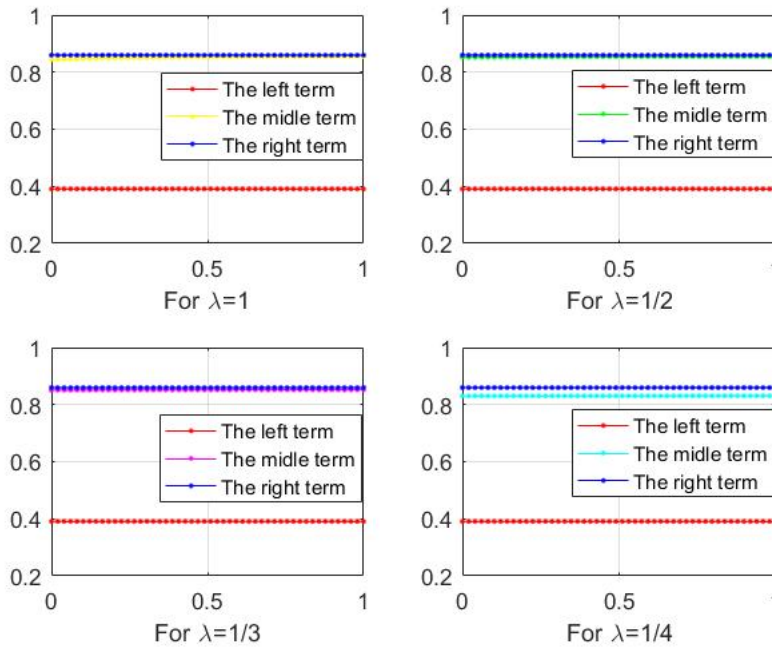 1
0.8
0.6
0.4
0.2
0 0.5 1
The left term
The midle term
The right term
For λ=1
1
0.8
0.6
0.4
0.2
0 0.5 1
The left term
The midle term
The right term
For λ=1/2
1
0.8
0.6
0.4
0.2
0 0.5 1
The left term
The midle term
The right term
For λ=1/3
1
0.8
0.6
0.4
0.2
0 0.5 1
The left term
The midle term
The right term
For λ=1/4